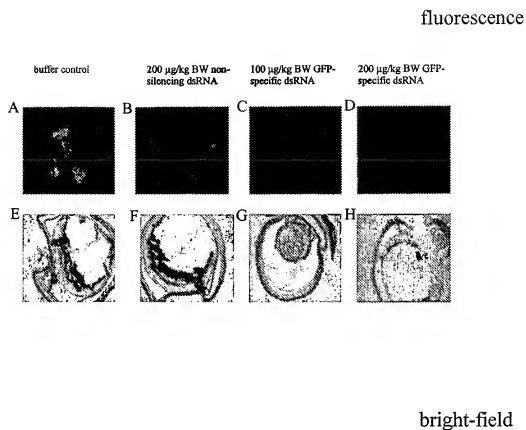 fluorescence
buffer control
200 µg/kg BW non-
silencing dsRNA
100 µg/kg BW GFP-
specific dsRNA
200 µg/kg BW GFP-
specific dsRNA
A
B
C
D
E
F
G
H
bright-field